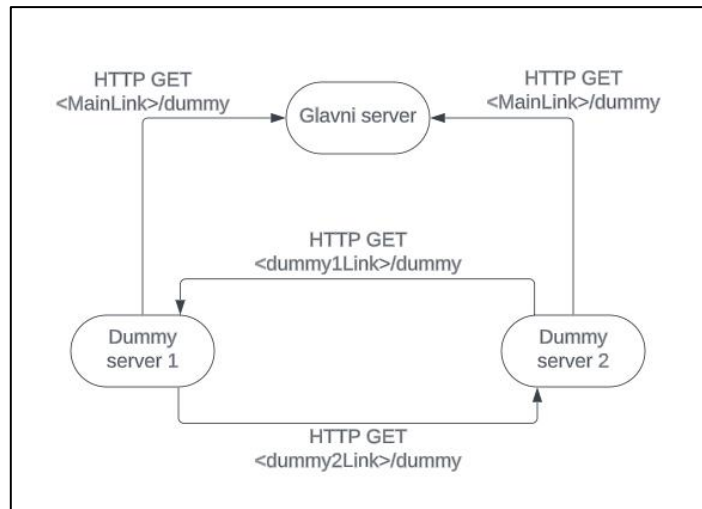 HTTP GET
<MainLink>/dummy
HTTP GET
<MainLink>/dummy
Glavni server
HTTP GET
<dummy1Link>/dummy
Dummy
server 1
Dummy
server 2
HTTP GET
<dummy2Link>/dummy